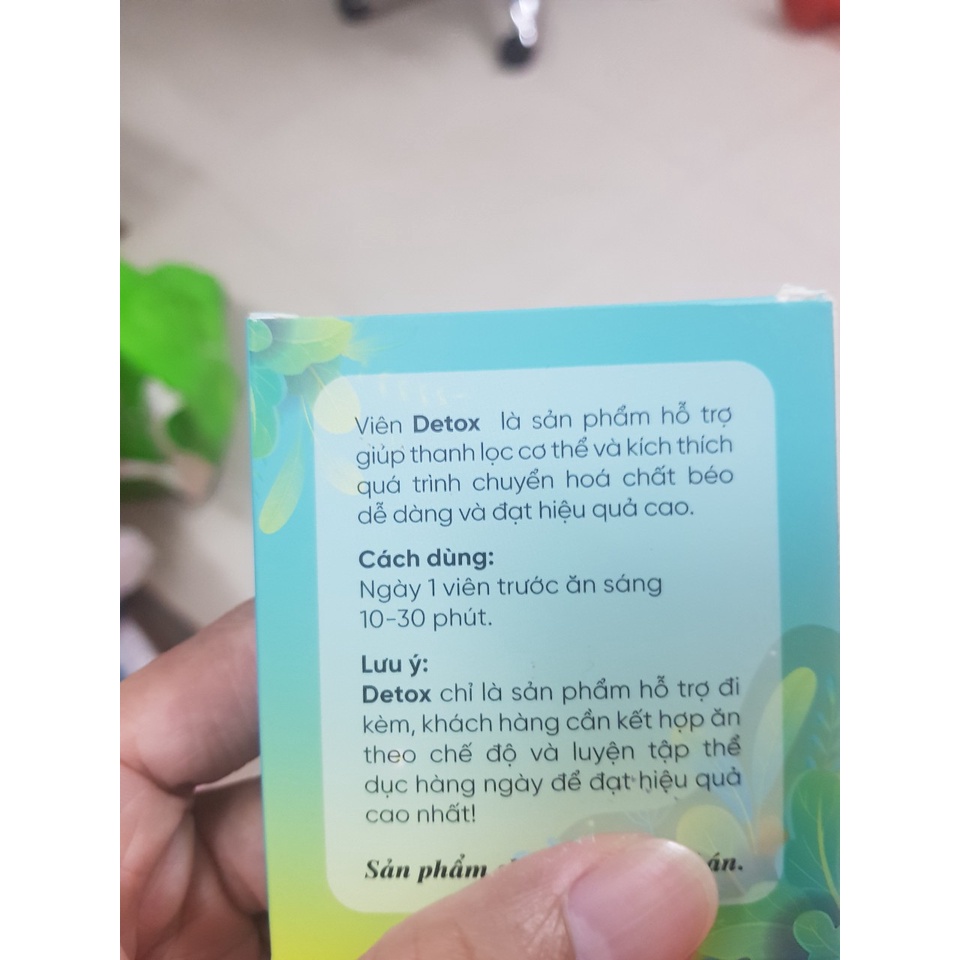 Viên Detox là sản phẩm hỗ trợ
giúp thanh lọc cơ thể và kích thích
quá trình chuyển hoá chất béo
dễ dàng và đạt hiệu quả cao.
Cách dùng:
Ngày 1 viên trước ăn sáng
10-30 phút.
Lưu ý:
Detox chỉ là sản phẩm hỗ trợ đi
kèm, khách hàng cần kết hợp ăn
theo chế độ và luyện tập thể
dục hàng ngày để đạt hiệu quả
cao nhất!
Sản phẩm